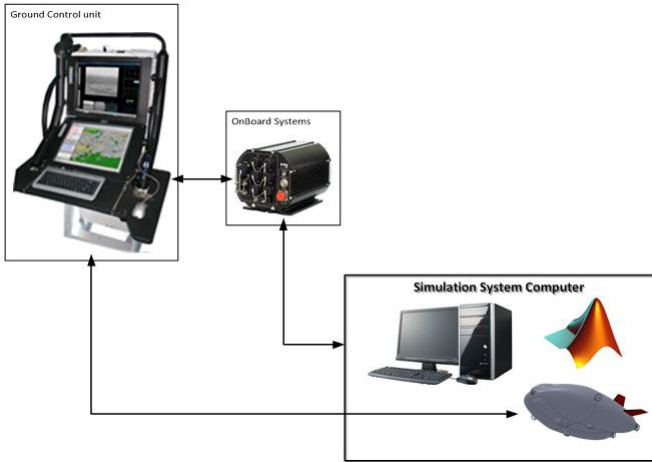 Ground Control unit
OnBoard Systems
Simulation System Computer